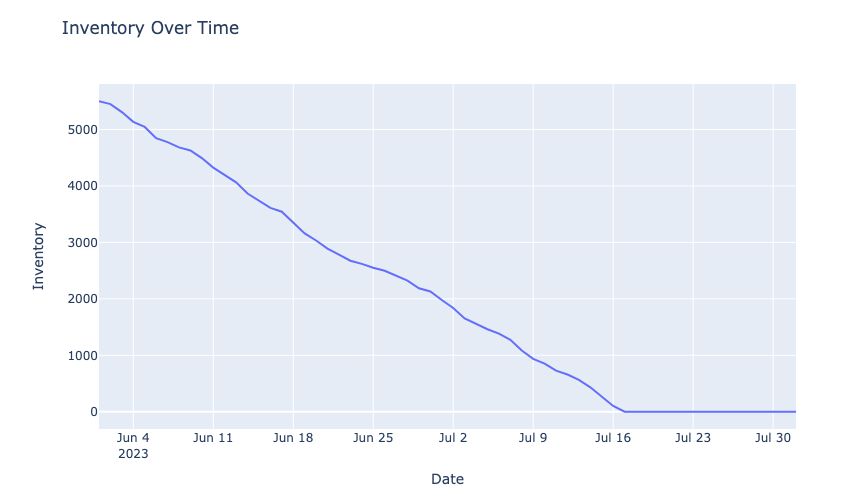 Inventory Over Time
Inventory
5000
4000
3000
2000
1000
0
Jun 4 Jun 11 Jun 18 Jun 25 Jul 2 Jul 9 Jul 16 Jul 23 Jul 30
2023
Date